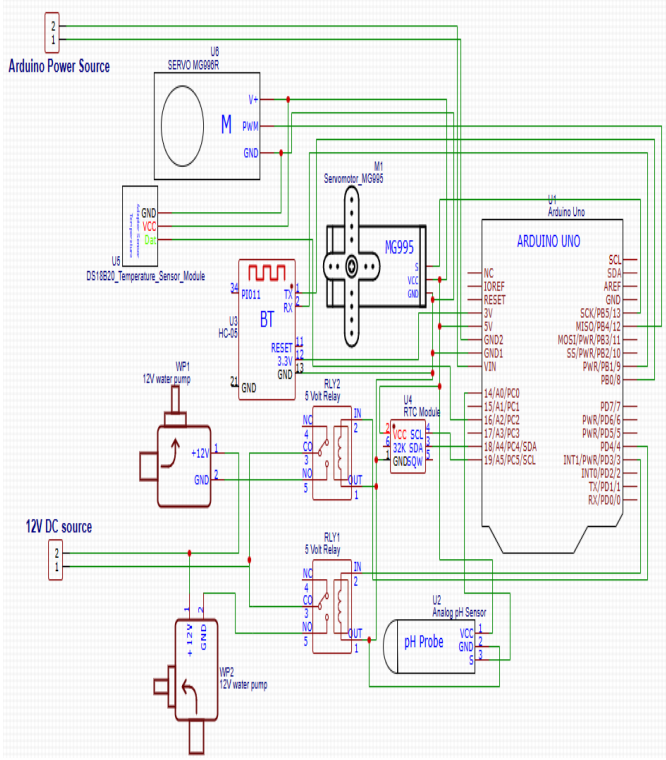 2
1
Arduino Power Source
U6
SERVO MG996R
M
V+
PWM
GND
GND
VCC
Dat
U5
DS18B20_Temperature_Sensor_Module
M1
Servomotor_MG995
MG995
S
VCC
GND
34
PIO11
TX
1
RX
2
BT
U3
HC-05
RESET
11
3.3V
12
GND
13
21
GND
U1
Arduino Uno
ARDUINO UNO
NC
IOREF
RESET
3V
5V
GND2
GND1
VIN
14/A0/PC0
15/A1/PC1
16/A2/PC2
17/A3/PC3
18/A4/PC4/SDA
19/A5/PC5/SCL
SCL
SDA
AREF
GND
SCK/PB5/13
MISO/PB4/12
MOSI/PWR/PB3/11
SS/PWR/PB2/10
PWR/PB1/9
PB0/8
PD7/7
PWR/PD6/6
PWR/PD5/5
PD4/4
INT1/PWR/PD3/3
INT0/PD2/2
TX/PD1/1
RX/PD0/0
WP1
12V water pump
+12V
1
GND
2
RLY2
5 Volt Relay
NC
4
CO
3
NO
5
IN
2
OUT
1
U4
RTC Module
2
VCC
SCL
4
6
32K
SDA
3
1
GND
SQW
5
12V DC source
2
1
RLY1
5 Volt Relay
NC
4
CO
3
NO
5
IN
2
OUT
1
U2
Analog pH Sensor
pH Probe
VCC
1
GND
2
S
3
1
2
+12V
GND
WP2
12V water pump